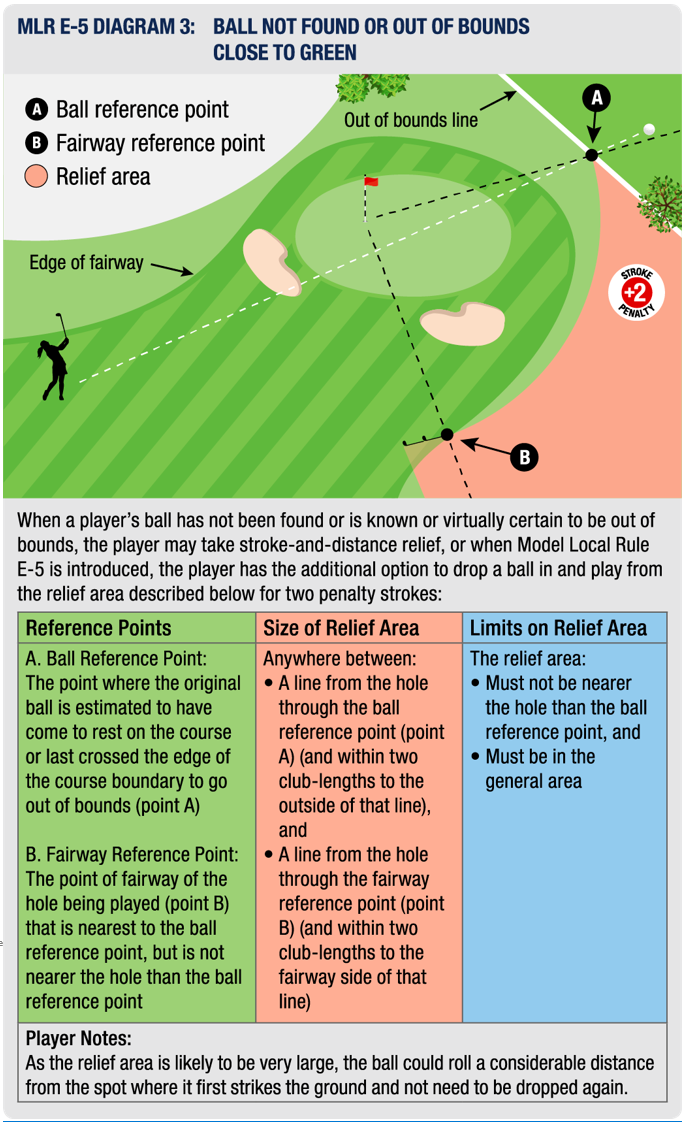 MLR E-5 DIAGRAM 3: BALL NOT FOUND OR OUT OF BOUNDS
CLOSE TO GREEN
A Ball reference point
B Fairway reference point
Relief area
Out of bounds line
A
Edge of fairway
STROKE
+2
PENALTY
B
When a player's ball has not been found or is known or virtually certain to be out of
bounds, the player may take stroke-and-distance relief, or when Model Local Rule
E-5 is introduced, the player has the additional option to drop a ball in and play from
the relief area described below for two penalty strokes:
Reference Points
A. Ball Reference Point:
The point where the original
ball is estimated to have
come to rest on the course
or last crossed the edge of
the course boundary to go
out of bounds (point A)
B. Fairway Reference Point:
The point of fairway of the
hole being played (point B)
that is nearest to the ball
reference point, but is not
nearer the hole than the ball
reference point
Size of Relief Area
Anywhere between:
• A line from the hole
through the ball
reference point (point
A) (and within two
club-lengths to the
outside of that line),
and
• A line from the hole
through the fairway
reference point (point
B) (and within two
club-lengths to the
fairway side of that
line)
Limits on Relief Area
The relief area:
• Must not be nearer
the hole than the ball
reference point, and
• Must be in the
general area
Player Notes:
As the relief area is likely to be very large, the ball could roll a considerable distance
from the spot where it first strikes the ground and not need to be dropped again.